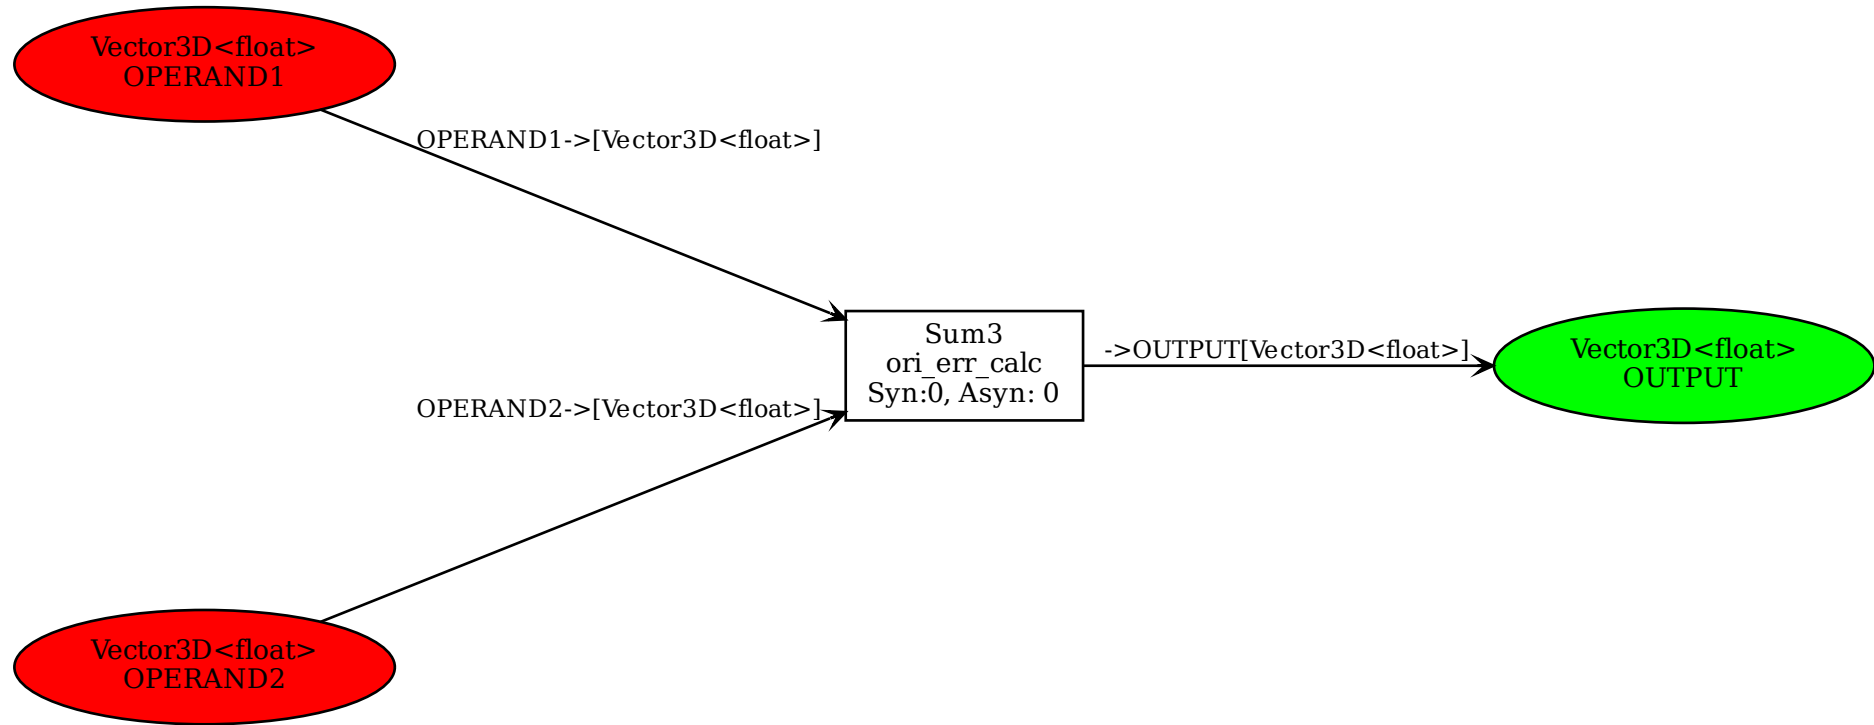 Vector3D<float>
OPERAND1
OPERAND1->[Vector3D<float>]
Sum3
ori_err_calc
Syn:0, Asyn: 0
->OUTPUT[Vector3D<float>]
Vector3D<float>
OUTPUT
OPERAND2->[Vector3D<float>]
Vector3D<float>
OPERAND2